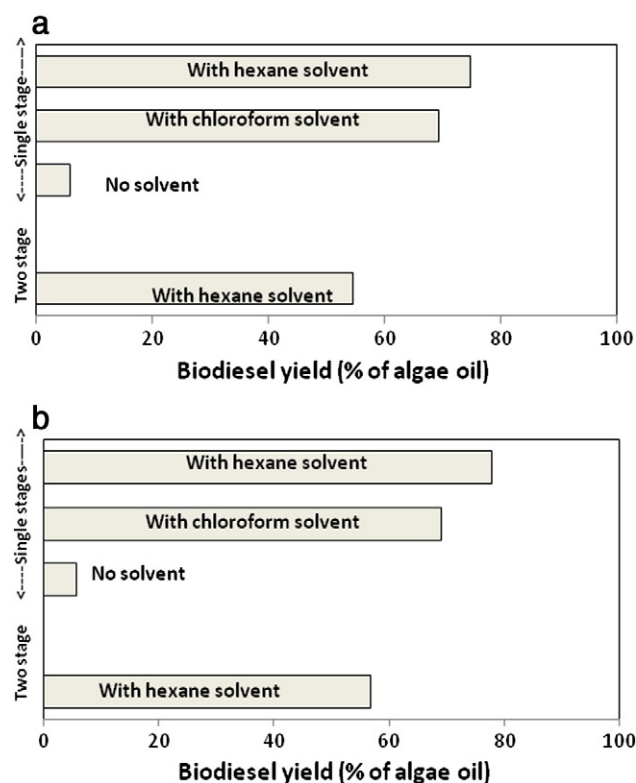 a
With hexane solvent
With chloroform solvent
No solvent
With hexane solvent
<----Single stage----->
Two stage
0 20 40 60 80 100
Biodiesel yield (% of algae oil)
b
With hexane solvent
With chloroform solvent
No solvent
With hexane solvent
<----Single stages----->
Two stage
0 20 40 60 80 100
Biodiesel yield (% of algae oil)